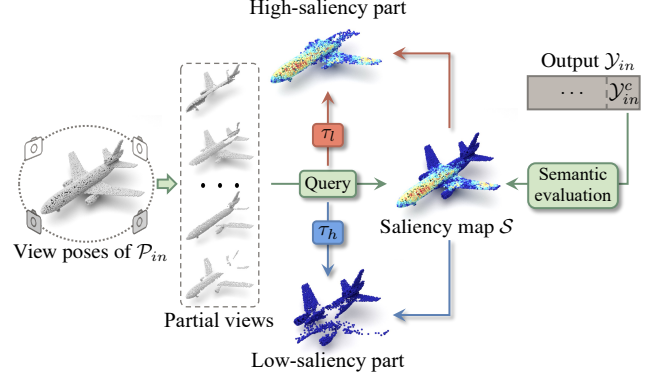 High-saliency part
Output 𝒴_in
··· 𝒴^c_in
τ_l
Query
Semantic
evaluation
τ_h
Saliency map 𝒮
View poses of 𝒫_in
Partial views
Low-saliency part